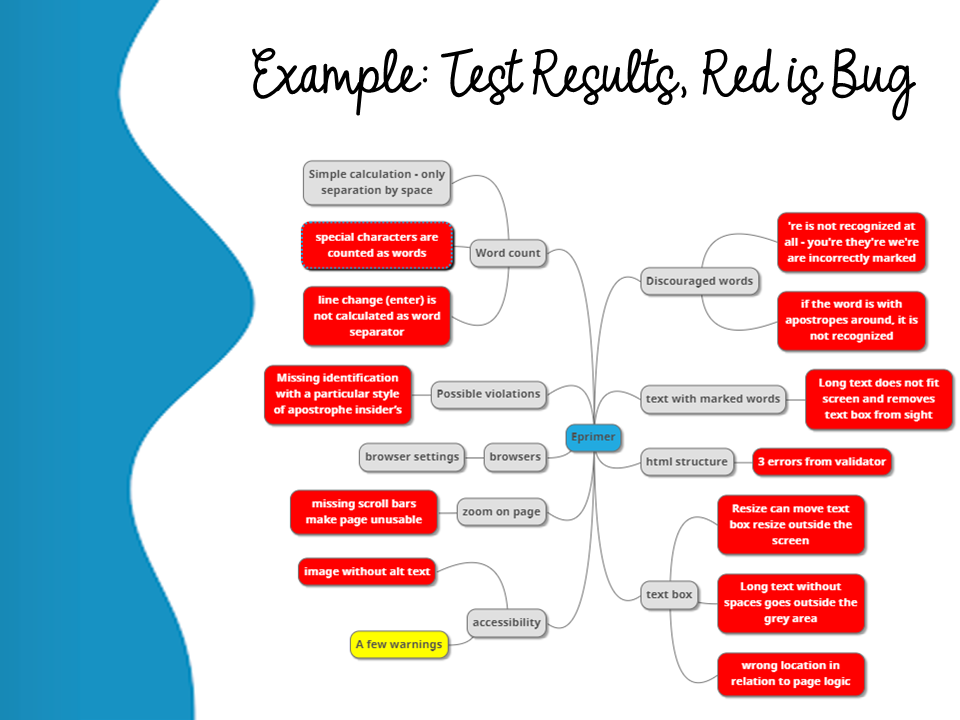 Example: Test Results, Red is Bug
Simple calculation - only
separation by space
special characters are
counted as words
line change (enter) is
not calculated as word
separator
Word count
Missing identification
with a particular style
of apostrophe insider's
Possible violations
browser settings
browsers
missing scroll bars
make page unusable
zoom on page
image without alt text
A few warnings
accessibility
Eprimer
Discouraged words
're is not recognized at
all - you're they're we're
are incorrectly marked
if the word is with
apostropes around, it is
not recognized
text with marked words
Long text does not fit
screen and removes
text box from sight
html structure
3 errors from validator
text box
Resize can move text
box resize outside the
screen
Long text without
spaces goes outside the
grey area
wrong location in
relation to page logic